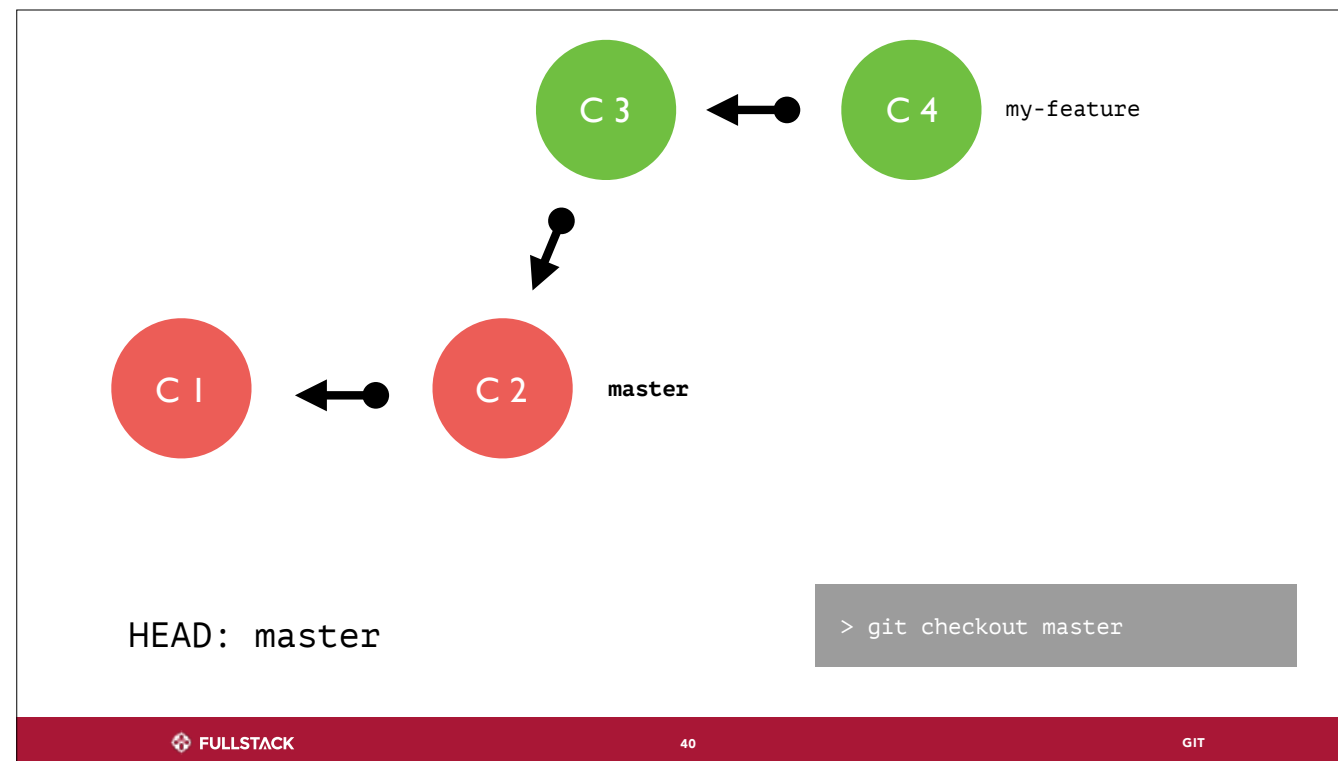 C 3
C 4
my-feature
C 1
C 2
master
HEAD: master
> git checkout master
FULLSTACK
40
GIT